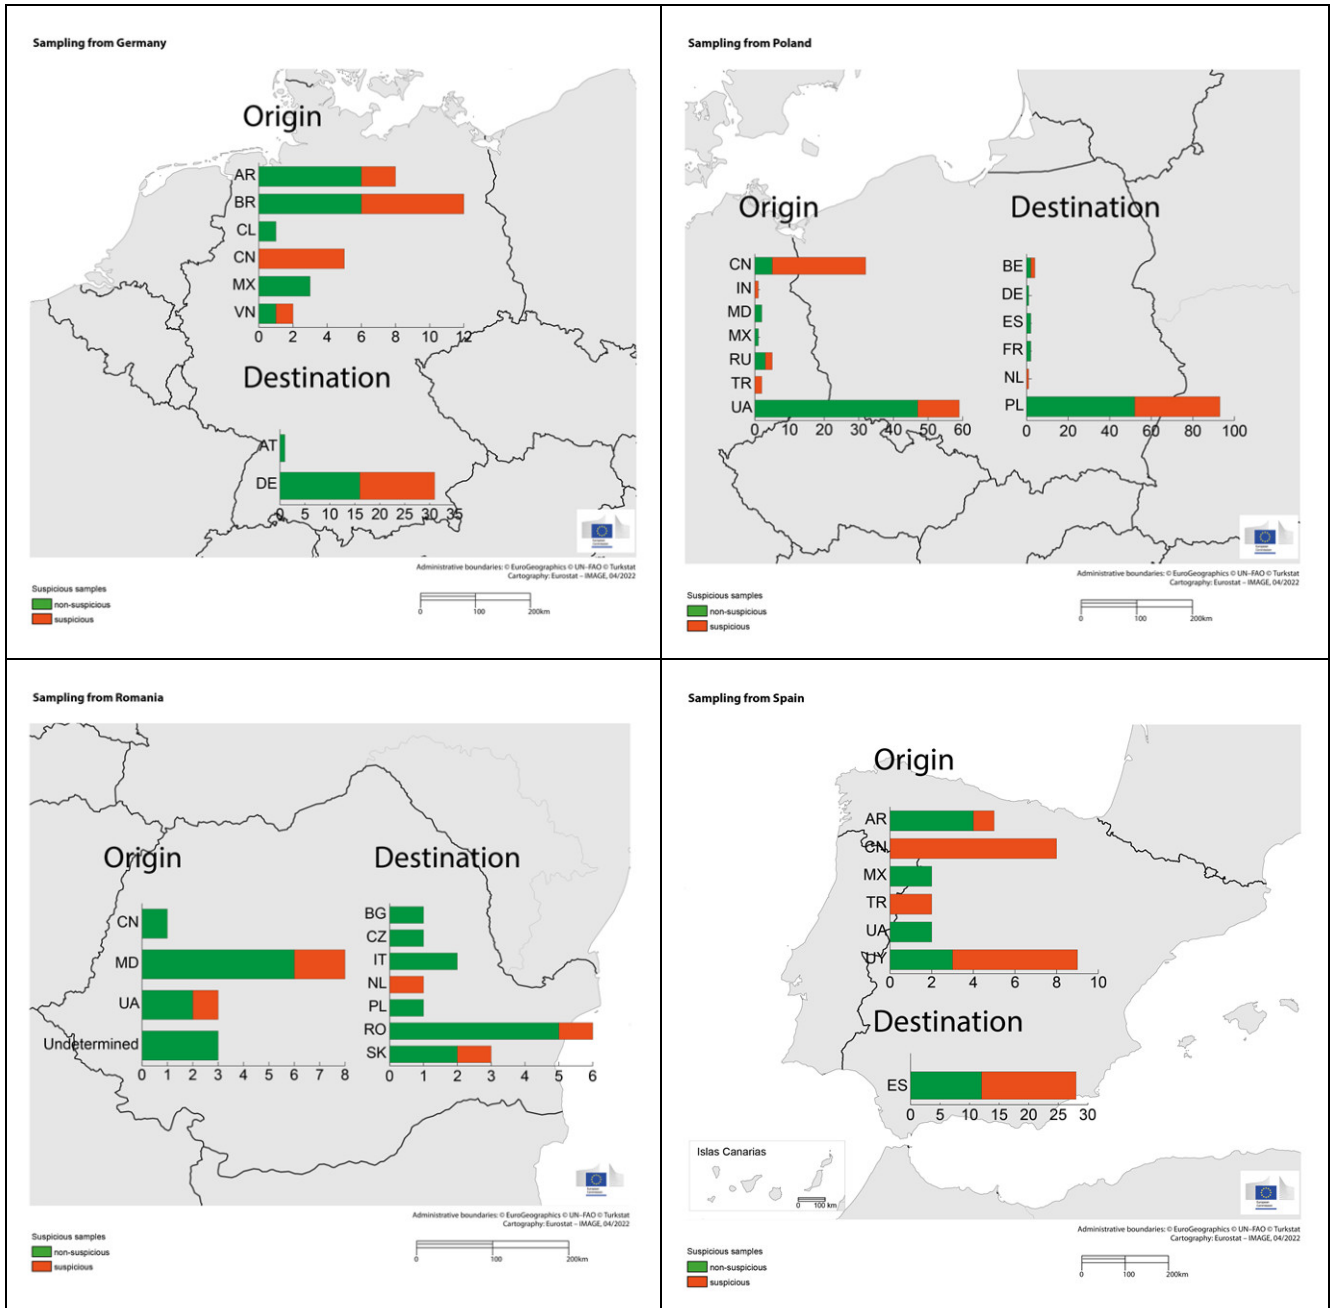 Sampling from Germany
Origin
AR
BR
CL
CN
MX
VN
0 2 4 6 8 10 12
Destination
AT
DE
0 5 10 15 20 25 30 35
European
Commission
Administrative boundaries: © EuroGeographics © UN-FAO © Turkstat
Cartography: Eurostat – IMAGE, 04/2022
Suspicious samples
non-suspicious
suspicious
0 100 200km
Sampling from Poland
Origin
CN
IN
MD
MX
RU
TR
UA
0 10 20 30 40 50 60
Destination
BE
DE
ES
FR
NL
PL
0 20 40 60 80 100
European
Commission
Administrative boundaries: © EuroGeographics © UN-FAO © Turkstat
Cartography: Eurostat – IMAGE, 04/2022
Suspicious samples
non-suspicious
suspicious
0 100 200km
Sampling from Romania
Origin
CN
MD
UA
Undetermined
0 1 2 3 4 5 6 7 8
Destination
BG
CZ
IT
NL
PL
RO
SK
0 1 2 3 4 5 6
European
Commission
Administrative boundaries: © EuroGeographics © UN-FAO © Turkstat
Cartography: Eurostat – IMAGE, 04/2022
Suspicious samples
non-suspicious
suspicious
0 100 200km
Sampling from Spain
Origin
AR
CN
MX
TR
UA
UY
0 2 4 6 8 10
Destination
ES
0 5 10 15 20 25 30
Islas Canarias
0 100 km
European
Commission
Administrative boundaries: © EuroGeographics © UN-FAO © Turkstat
Cartography: Eurostat – IMAGE, 04/2022
Suspicious samples
non-suspicious
suspicious
0 100 200km